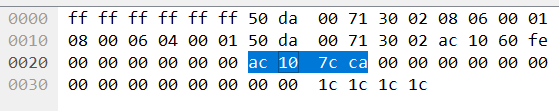 0000 ff ff ff ff ff ff 50 da 00 71 30 02 08 06 00 01
0010 08 00 06 04 00 01 50 da 00 71 30 02 ac 10 60 fe
0020 00 00 00 00 00 00 ac 10 7c ca 00 00 00 00 00 00
0030 00 00 00 00 00 00 00 00 1c 1c 1c 1c